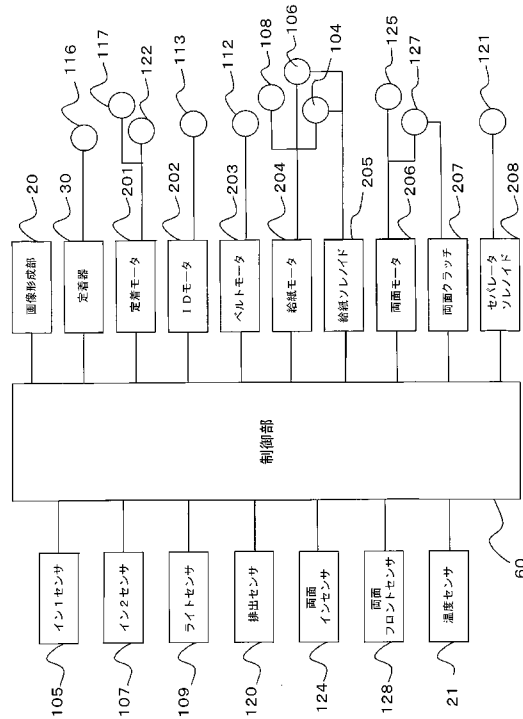 116
117
122
113
112
108
106
104
125
127
121
20
30
201
202
203
204
205
206
207
208
画像形成部
定着器
定着モータ
IDモータ
ベルトモータ
給紙モータ
給紙ソレノイド
両面モータ
両面クラッチ
セパレータ
ソレノイド
制御部
60
イン1センサ
イン2センサ
ライトセンサ
排出センサ
両面
インセンサ
両面
フロントセンサ
温度センサ
105
107
109
120
124
128
21